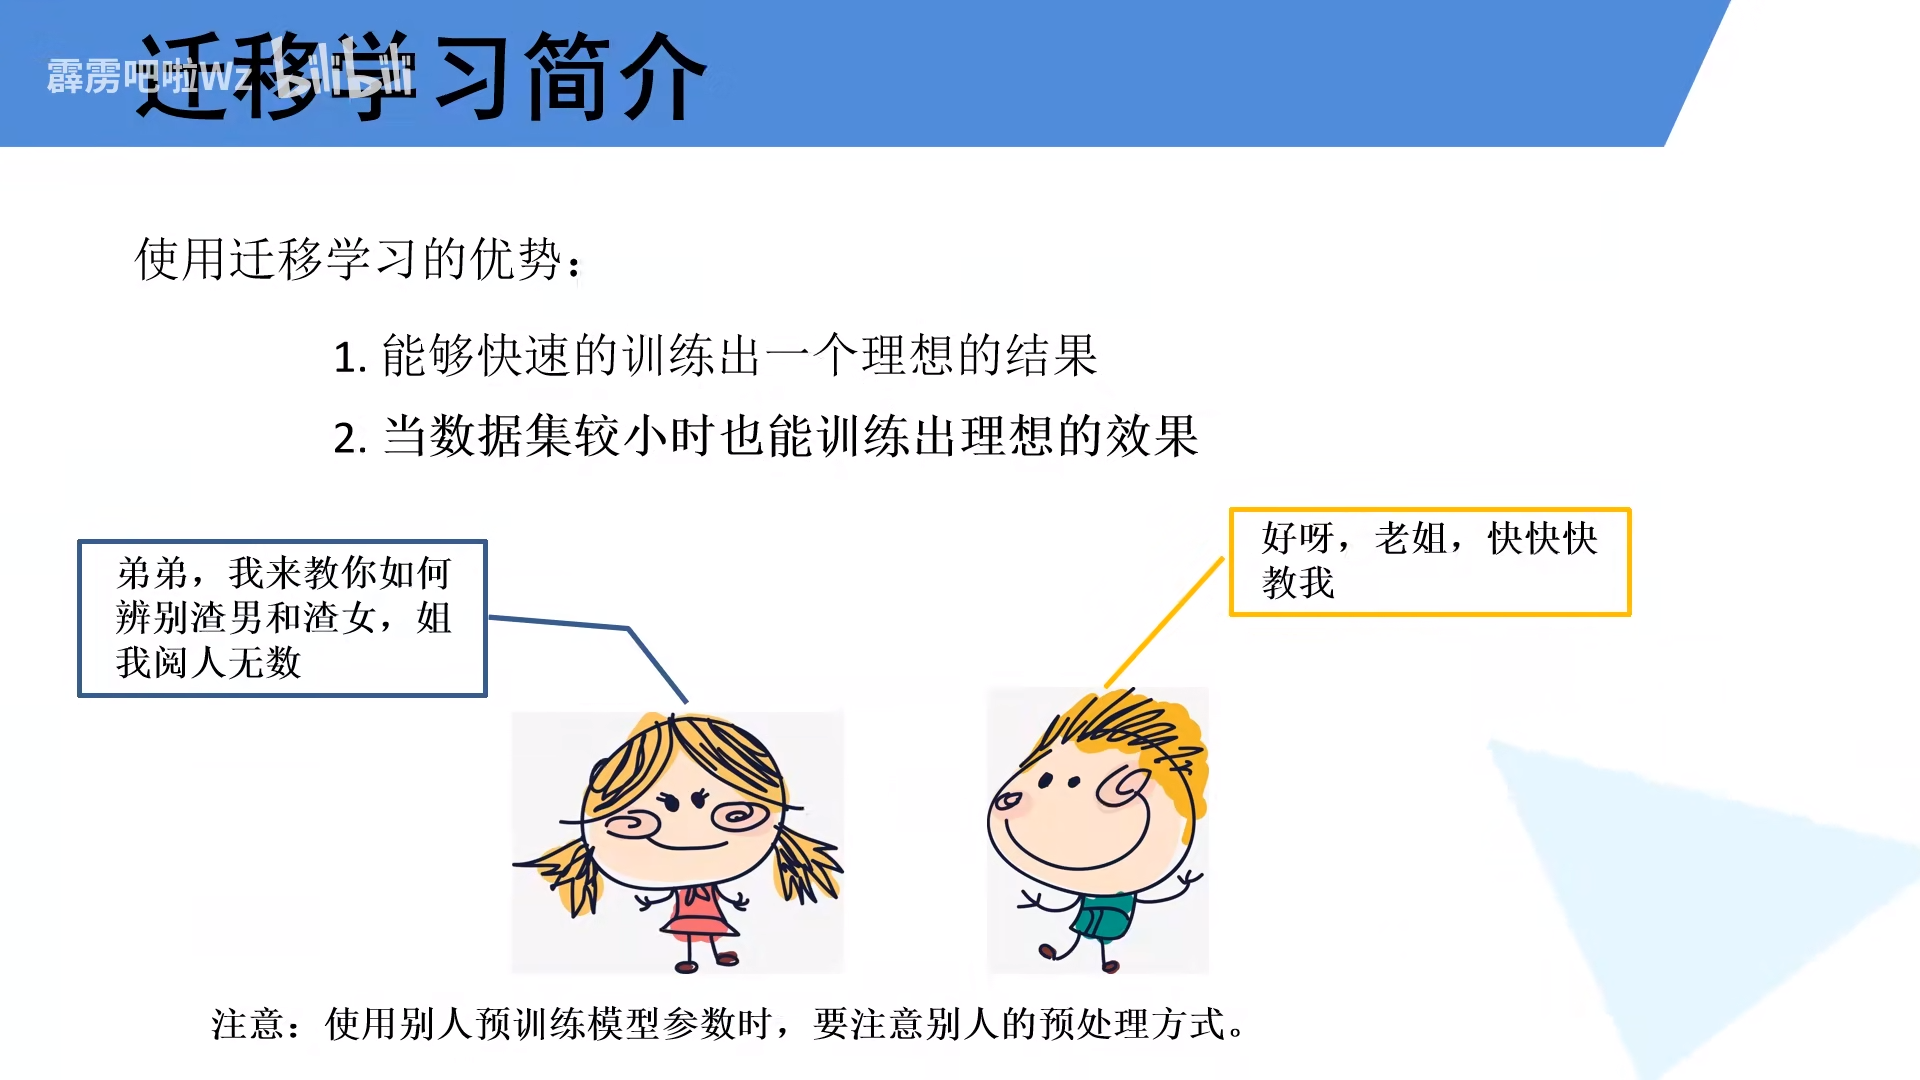 迁移学习简介
霹雳吧啦Wz bilibili
使用迁移学习的优势：
1. 能够快速的训练出一个理想的结果
2. 当数据集较小时也能训练出理想的效果
弟弟，我来教你如何
辨别渣男和渣女，姐
我阅人无数
好呀，老姐，快快快
教我
注意：使用别人预训练模型参数时，要注意别人的预处理方式。